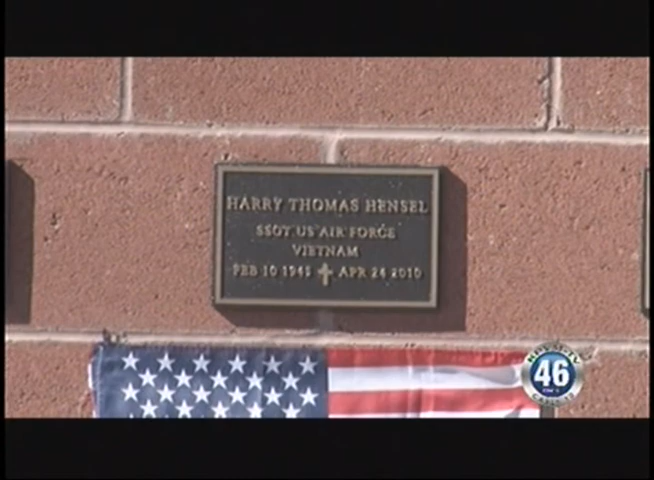 HARRY THOMAS HENSEL
SSGT US AIR FORCE
VIETNAM
FEB 10 1945 ✝ APR 24 2010
46